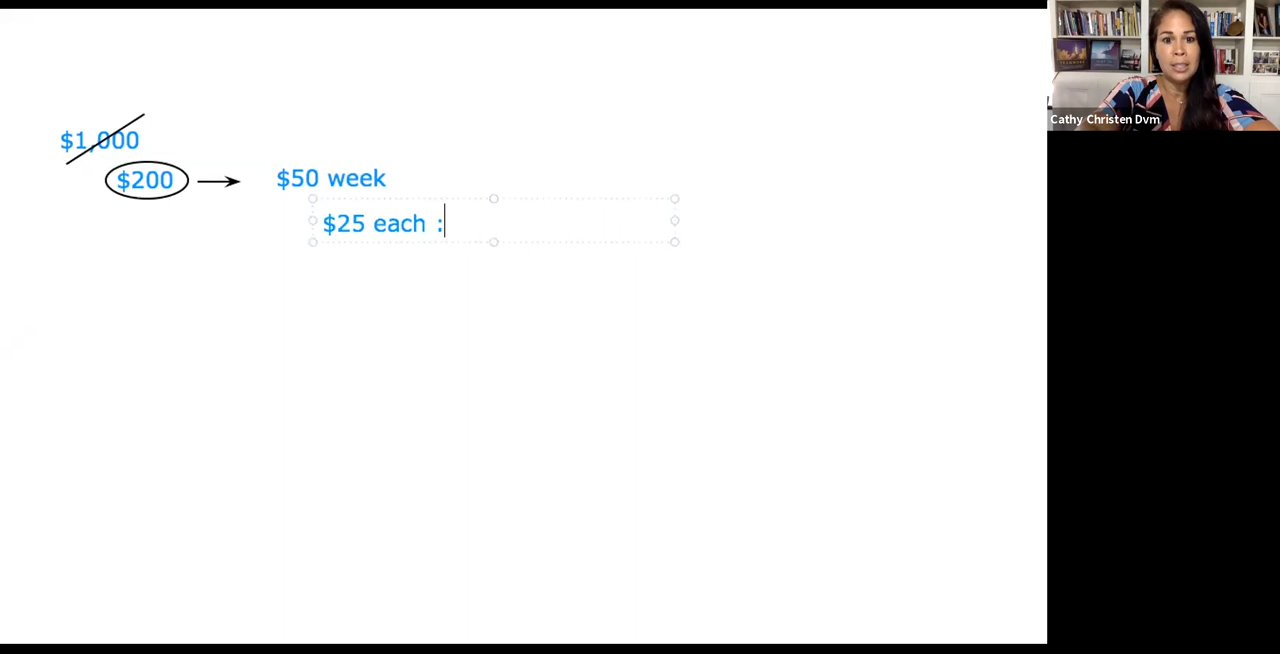 $1,000
$200
$50 week
$25 each :
Cathy Christen Dvm